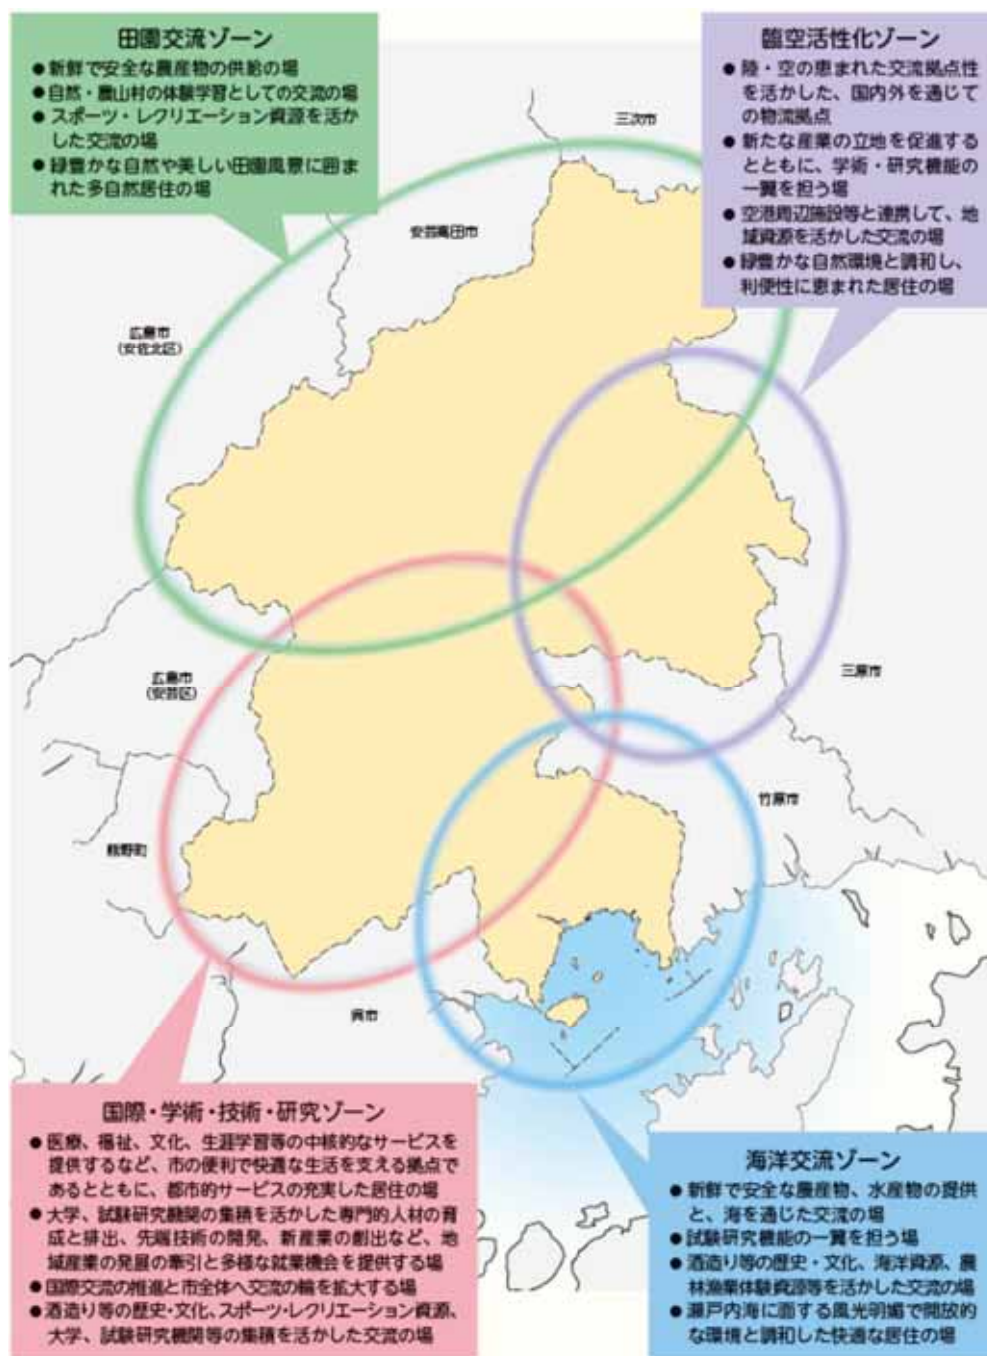 田園交流ゾーン
●新鮮で安全な農産物の供給の場
●自然・農山村の体験学習としての交流の場
●スポーツ・レクリエーション資源を活か
した交流の場
●緑豊かな自然や美しい田園風景に囲ま
れた多自然居住の場
臨空活性化ゾーン
●陸・空の恵まれた交流拠点性
を活かした、国内外を通じて
の物流拠点
●新たな産業の立地を促進する
とともに、学術・研究機能の
一翼を担う場
●空港周辺施設等と連携して、地
域資源を活かした交流の場
●緑豊かな自然環境と調和し、
利便性に恵まれた居住の場
三次市
安芸高田市
広島市
(安佐北区)
広島市
(安芸区)
三原市
竹原市
熊野町
呉市
国際・学術・技術・研究ゾーン
●医療、福祉、文化、生涯学習等の中核的なサービスを
提供するなど、市の便利で快適な生活を支える拠点で
あるとともに、都市的サービスの充実した居住の場
●大学、試験研究機関の集積を活かした専門的人材の育
成と排出、先端技術の開発、新産業の創出など、地
域産業の発展の牽引と多様な就業機会を提供する場
●国際交流の推進と市全体へ交流の輪を拡大する場
●酒造り等の歴史・文化、スポーツ・レクリエーション資源、
大学、試験研究機関等の集積を活かした交流の場
海洋交流ゾーン
●新鮮で安全な農産物、水産物の提供
と、海を通じた交流の場
●試験研究機能の一翼を担う場
●酒造り等の歴史・文化、海洋資源、農
林漁業体験資源等を活かした交流の場
●瀬戸内海に面する風光明媚で開放的
な環境と調和した快適な居住の場